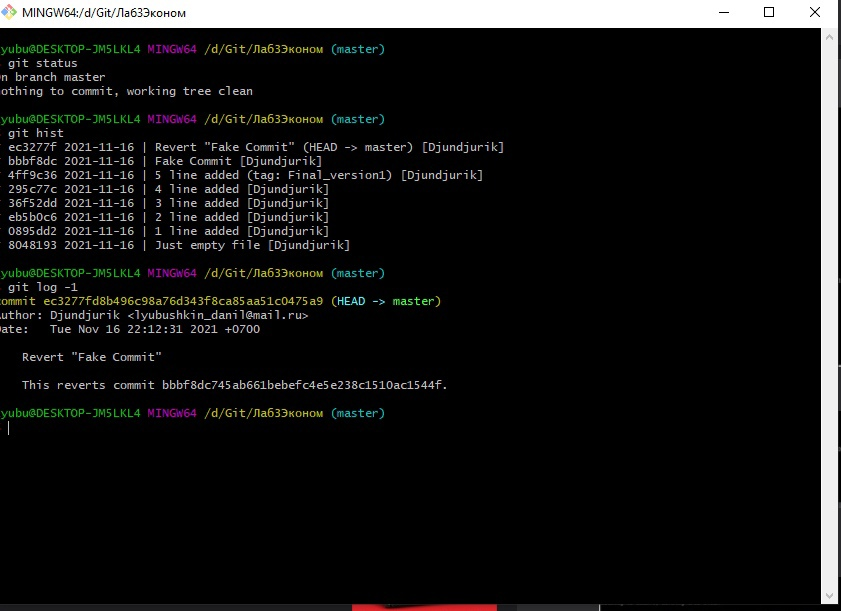 MINGW64:/d/Git/Лаб3Эконом
yubu@DESKTOP-JM5LKL4 MINGW64 /d/Git/Лаб3Эконом (master)
git status
n branch master
othing to commit, working tree clean
yubu@DESKTOP-JM5LKL4 MINGW64 /d/Git/Лаб3Эконом (master)
git hist
ec3277f 2021-11-16 | Revert "Fake Commit" (HEAD -> master) [Djundjurik]
bbbf8dc 2021-11-16 | Fake Commit [Djundjurik]
4ff9c36 2021-11-16 | 5 line added (tag: Final_version1) [Djundjurik]
295c77c 2021-11-16 | 4 line added [Djundjurik]
36f52dd 2021-11-16 | 3 line added [Djundjurik]
eb5b0c6 2021-11-16 | 2 line added [Djundjurik]
0895dd2 2021-11-16 | 1 line added [Djundjurik]
8048193 2021-11-16 | Just empty file [Djundjurik]
yubu@DESKTOP-JM5LKL4 MINGW64 /d/Git/Лаб3Эконом (master)
git log -1
ommit ec3277fd8b496c98a76d343f8ca85aa51c0475a9 (HEAD -> master)
uthor: Djundjurik <lyubushkin_danil@mail.ru>
ate: Tue Nov 16 22:12:31 2021 +0700
Revert "Fake Commit"
This reverts commit bbbf8dc745ab661bebefc4e5e238c1510ac1544f.
yubu@DESKTOP-JM5LKL4 MINGW64 /d/Git/Лаб3Эконом (master)